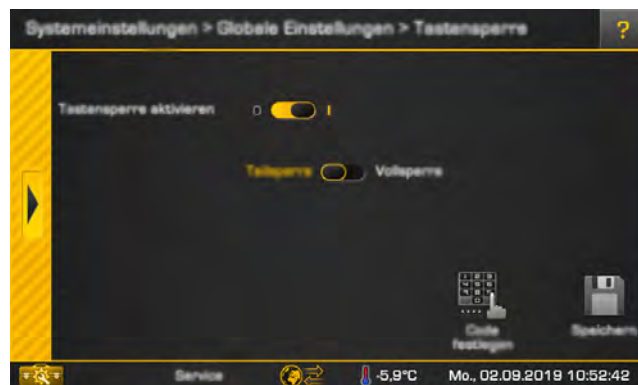 Systemeinstellungen > Globale Einstellungen > Tastensperre
?
Tastensperre aktivieren
O
I
Teilsperre
Vollsperre
Code
festlegen
Speichern
Service
-5,9°C
Mo., 02.09.2019 10:52:42